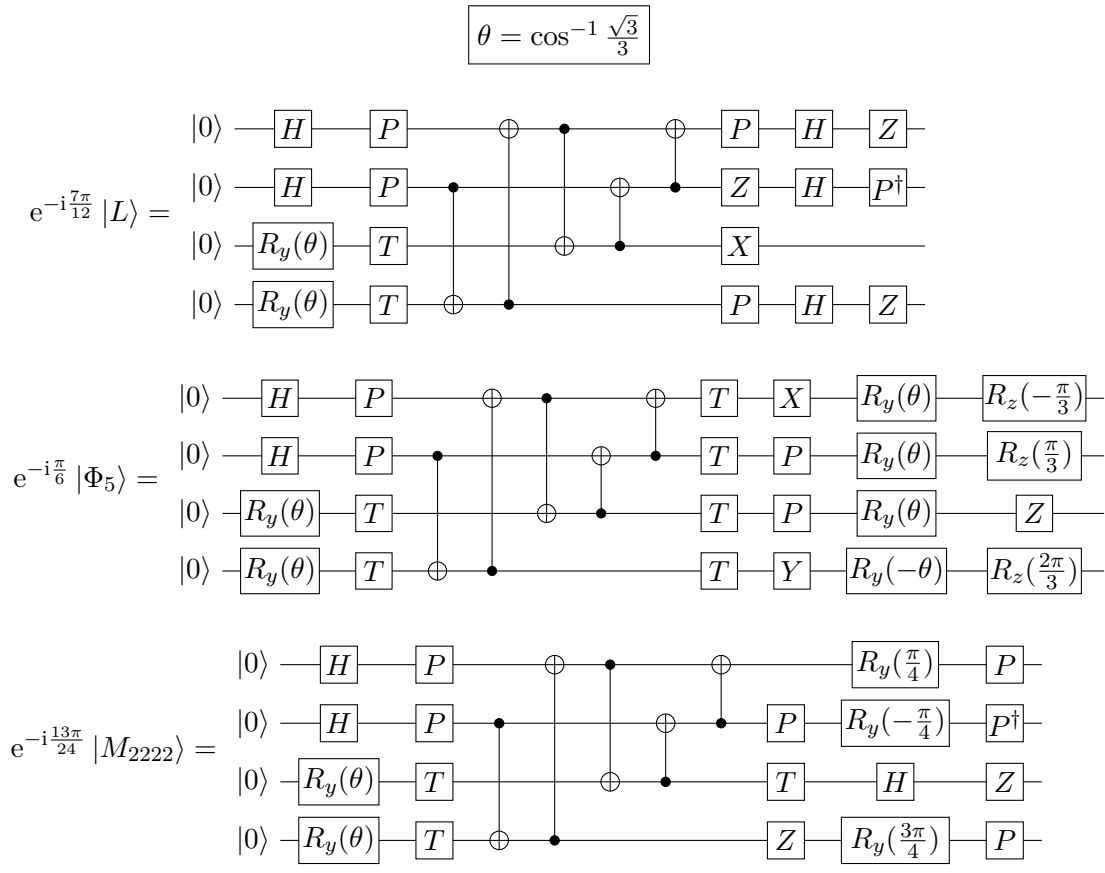 θ = cos⁻¹ √3/3
|0⟩ H P P H Z
|0⟩ H P Z H P†
e^{-i 7π/12} |L⟩ =
|0⟩ R_y(θ) T X
|0⟩ R_y(θ) T P H Z
|0⟩ H P T X R_y(θ) R_z(-π/3)
|0⟩ H P T P R_y(θ) R_z(π/3)
e^{-i π/6} |Φ₅⟩ =
|0⟩ R_y(θ) T T P R_y(θ) Z
|0⟩ R_y(θ) T T Y R_y(-θ) R_z(2π/3)
|0⟩ H P R_y(π/4) P
|0⟩ H P P R_y(-π/4) P†
e^{-i 13π/24} |M₂₂₂₂⟩ =
|0⟩ R_y(θ) T T H Z
|0⟩ R_y(θ) T Z R_y(3π/4) P